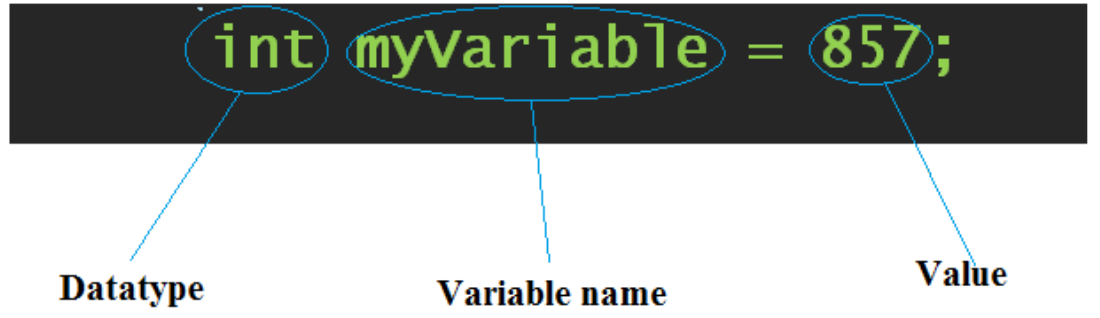 int myVariable = 857;
Datatype Variable name Value